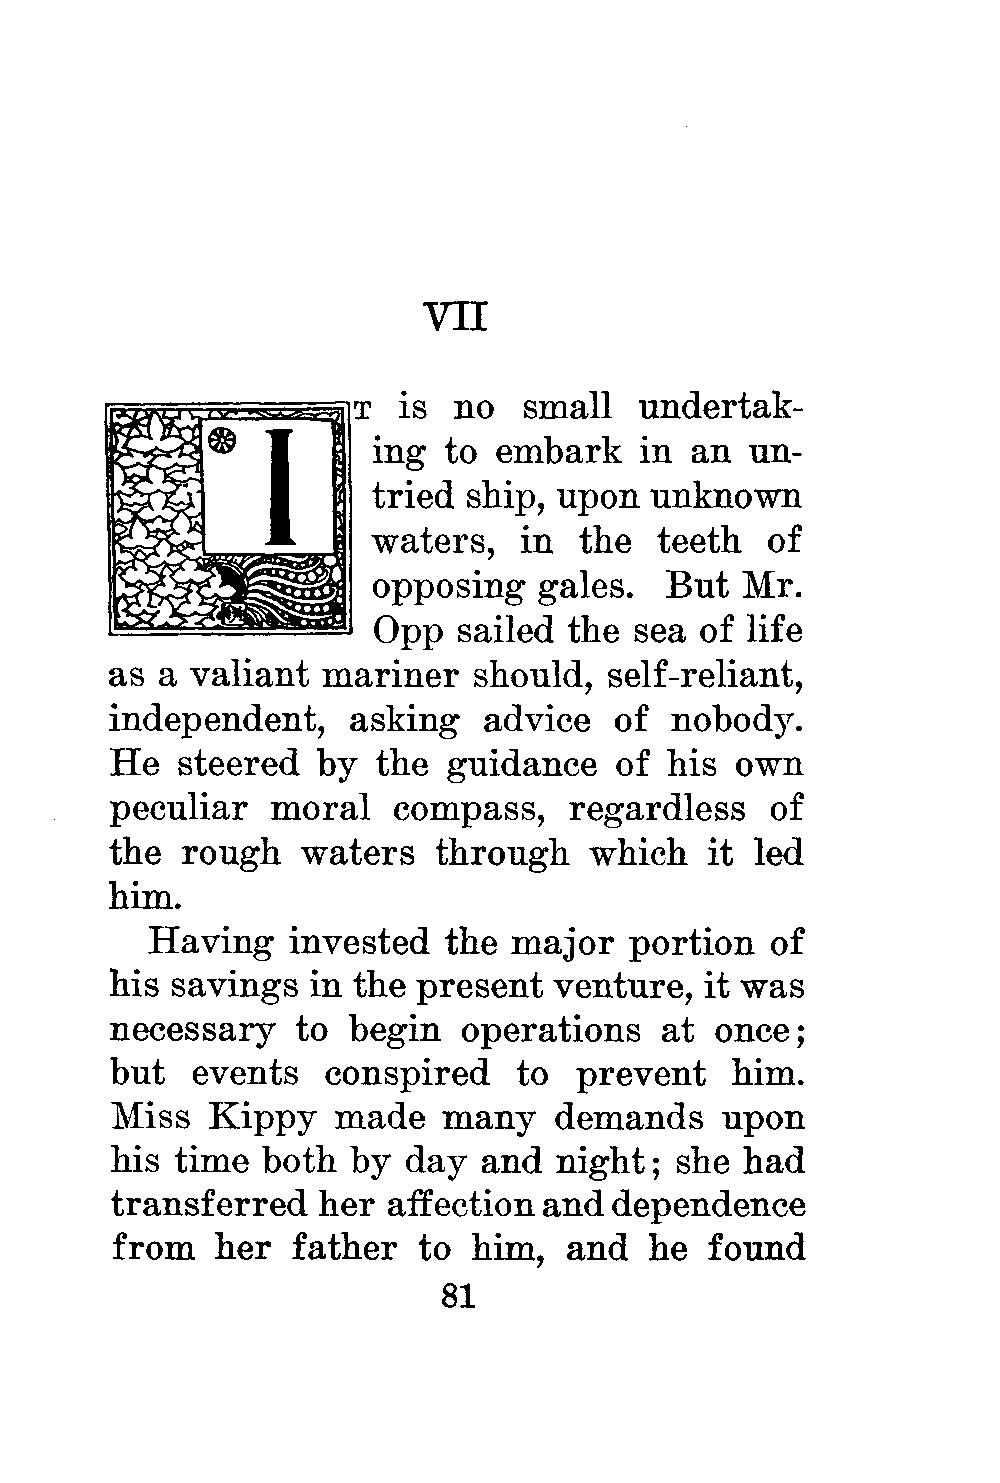 VII
IT is no small undertak-
ing to embark in an un-
tried ship, upon unknown
waters, in the teeth of
opposing gales. But Mr.
Opp sailed the sea of life
as a valiant mariner should, self-reliant,
independent, asking advice of nobody.
He steered by the guidance of his own
peculiar moral compass, regardless of
the rough waters through which it led
him.
Having invested the major portion of
his savings in the present venture, it was
necessary to begin operations at once;
but events conspired to prevent him.
Miss Kippy made many demands upon
his time both by day and night; she had
transferred her affection and dependence
from her father to him, and he found
81